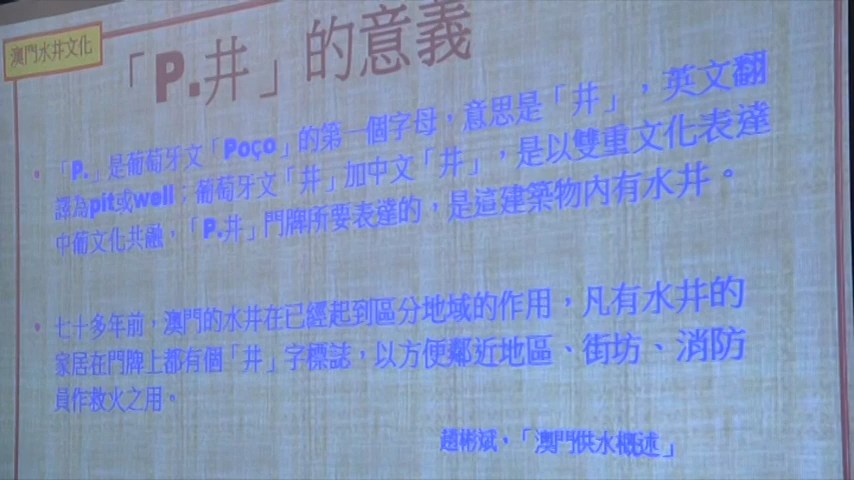 澳門水井文化
「P.井」的意義
• 「P.」是葡萄牙文「Poço」的第一個字母，意思是「井」，英文翻
譯為pit或well；葡萄牙文「井」加中文「井」，是以雙重文化表達
中葡文化共融，「P.井」門牌所要表達的，是這建築物內有水井。
• 七十多年前，澳門的水井在已經起到區分地域的作用，凡有水井的
家居在門牌上都有個「井」字標誌，以方便鄰近地區、街坊、消防
員作救火之用。
趙彬斌，「澳門供水概述」